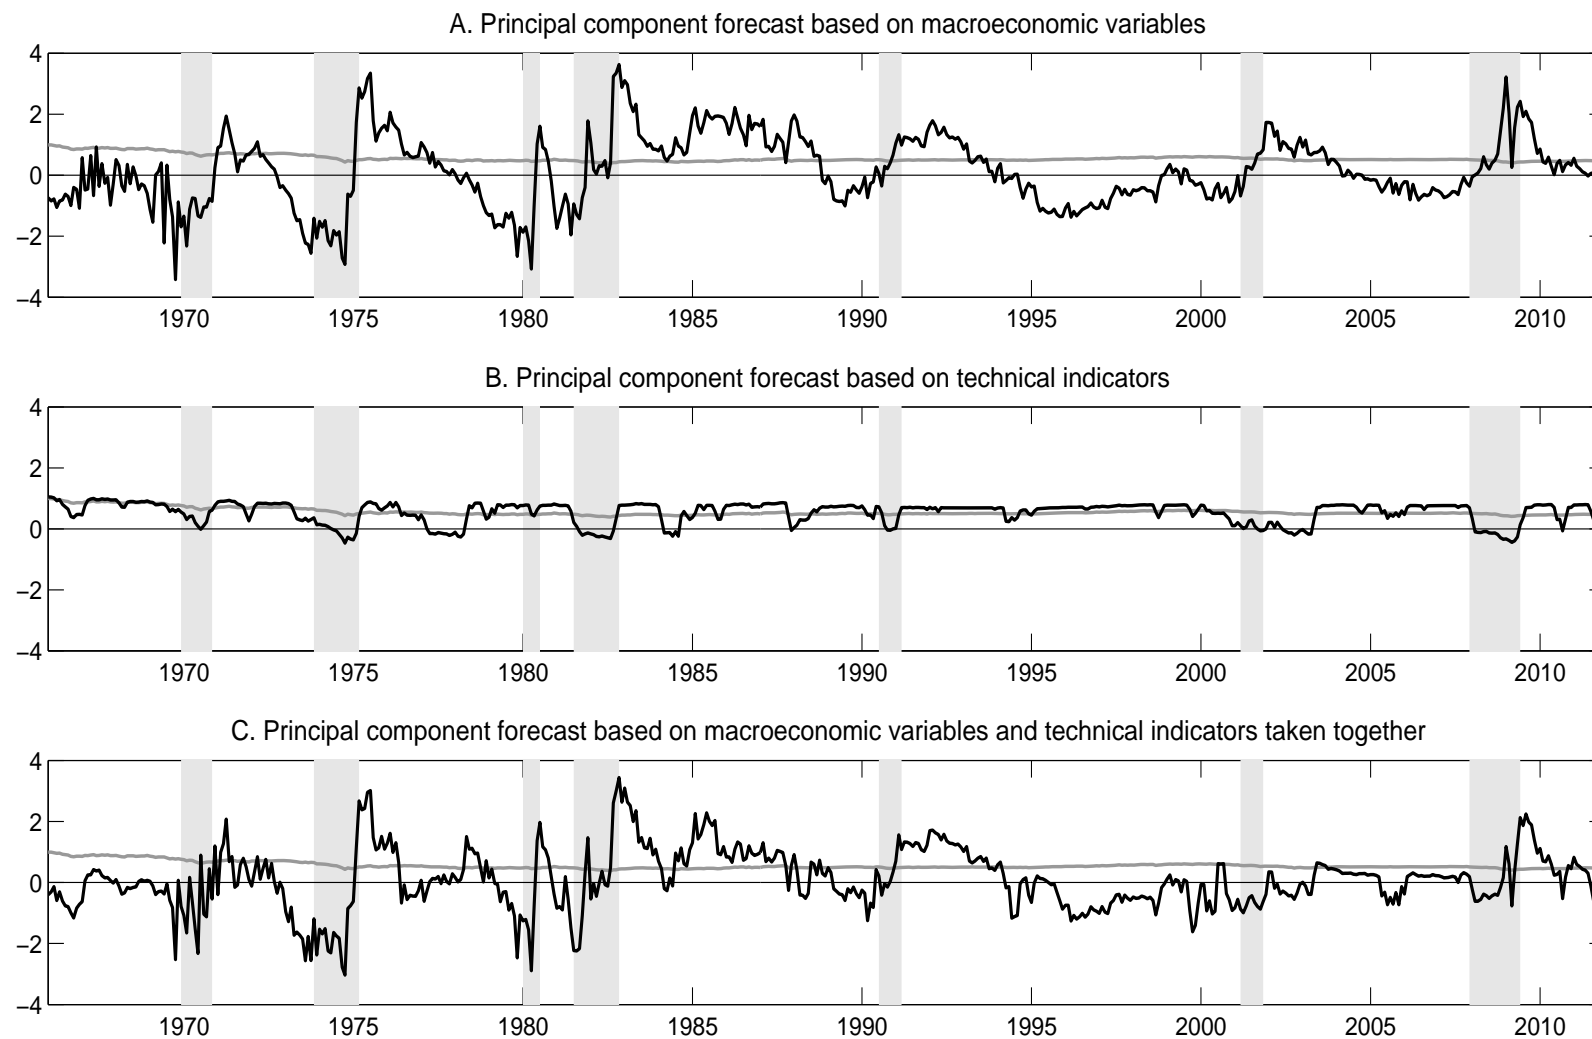 A. Principal component forecast based on macroeconomic variables
4
2
0
−2
−4
1970 1975 1980 1985 1990 1995 2000 2005 2010
B. Principal component forecast based on technical indicators
4
2
0
−2
−4
1970 1975 1980 1985 1990 1995 2000 2005 2010
C. Principal component forecast based on macroeconomic variables and technical indicators taken together
4
2
0
−2
−4
1970 1975 1980 1985 1990 1995 2000 2005 2010